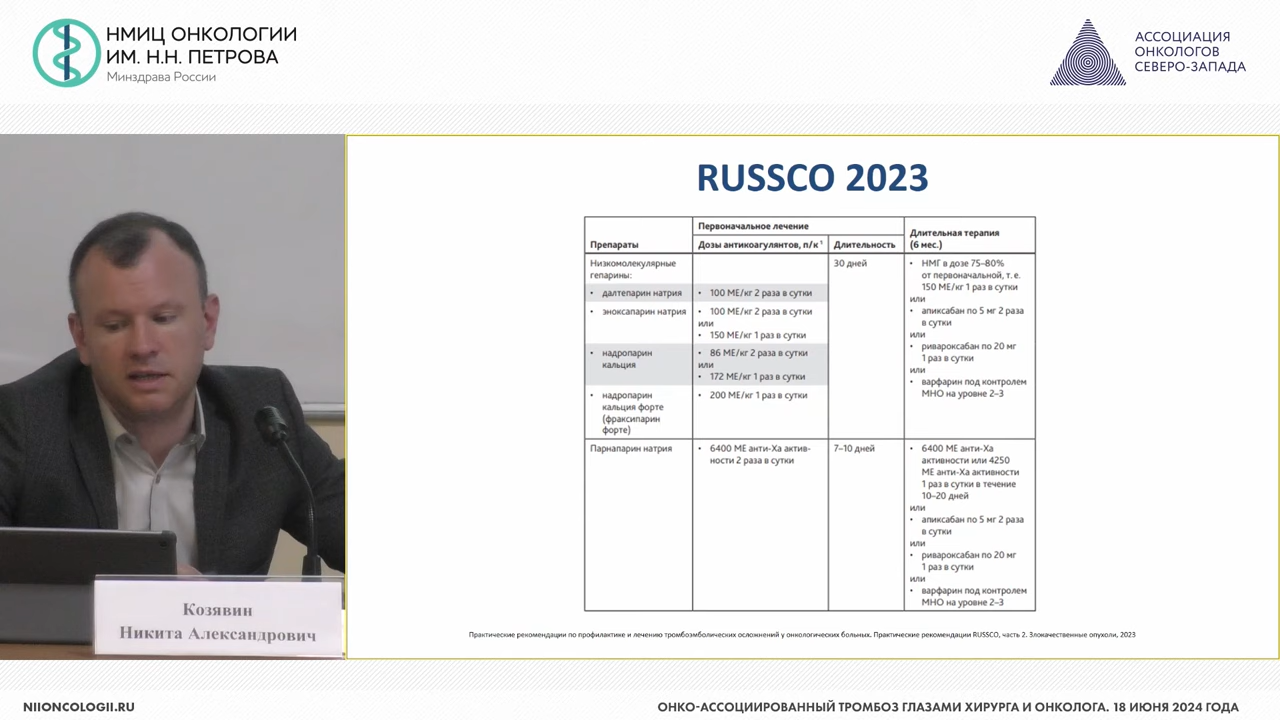 НМИЦ ОНКОЛОГИИ
ИМ. Н.Н. ПЕТРОВА
Минздрава России
АССОЦИАЦИЯ
ОНКОЛОГОВ
СЕВЕРО-ЗАПАДА
RUSSCO 2023
Препараты
Первоначальное лечение
Дозы антикоагулянтов, п/к ¹
Длительность
Длительная терапия
(6 мес.)
Низкомолекулярные
гепарины:
30 дней
• далтепарин натрия
• 100 МЕ/кг 2 раза в сутки
• эноксапарин натрия
• 100 МЕ/кг 2 раза в сутки
или
• 150 МЕ/кг 1 раз в сутки
• надропарин
кальция
• 86 МЕ/кг 2 раза в сутки
или
• 172 МЕ/кг 1 раз в сутки
• надропарин
кальция форте
(фраксипарин
форте)
• 200 МЕ/кг 1 раз в сутки
• НМГ в дозе 75–80%
от первоначальной, т. е.
150 МЕ/кг 1 раз в сутки
или
• апиксабан по 5 мг 2 раза
в сутки
или
• ривароксабан по 20 мг
1 раз в сутки
или
• варфарин под контролем
МНО на уровне 2–3
Парнапарин натрия
• 6400 МЕ анти-Ха актив-
ности 2 раза в сутки
7–10 дней
• 6400 МЕ анти-Ха
активности или 4250
МЕ анти-Ха активности
1 раз в сутки в течение
10–20 дней
или
• апиксабан по 5 мг 2 раза
в сутки
или
• ривароксабан по 20 мг
1 раз в сутки
или
• варфарин под контролем
МНО на уровне 2–3
Практические рекомендации по профилактике и лечению тромбоэмболических осложнений у онкологических больных. Практические рекомендации RUSSCO, часть 2. Злокачественные опухоли, 2023
Козявин
Никита Александрович
NIIONCOLOGII.RU
ОНКО-АССОЦИИРОВАННЫЙ ТРОМБОЗ ГЛАЗАМИ ХИРУРГА И ОНКОЛОГА. 18 ИЮНЯ 2024 ГОДА